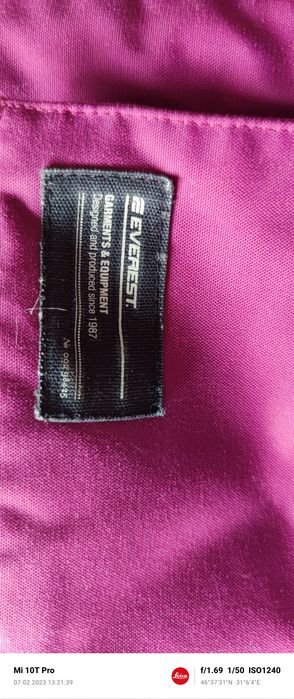 EVEREST
GARMENTS & EQUIPMENT
Designed and produced since 1987
Mi 10T Pro
07.02.2023 13:21:39
Leica
f/1.69 1/50 ISO1240
46°37'31"N 31°6'4"E